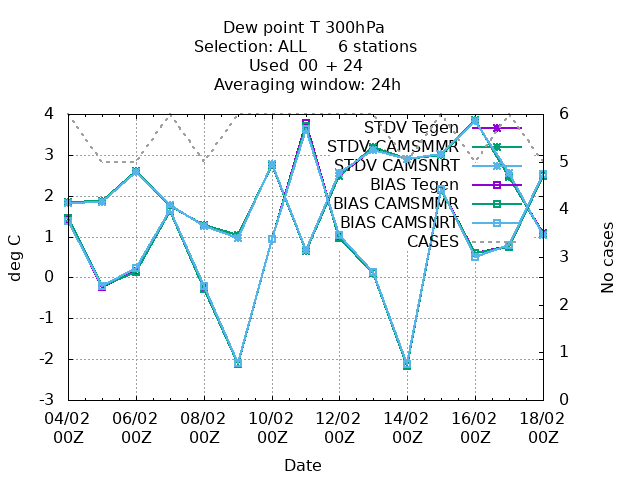 Dew point T 300hPa
Selection: ALL 6 stations
Used 00 + 24
Averaging window: 24h
4
3
2
1
0
-1
-2
-3
deg C
6
5
4
3
2
1
0
No cases
STDV Tegen
STDV CAMSMMR
STDV CAMSNRT
BIAS Tegen
BIAS CAMSMMR
BIAS CAMSNRT
CASES
04/02 06/02 08/02 10/02 12/02 14/02 16/02 18/02
00Z 00Z 00Z 00Z 00Z 00Z 00Z 00Z
Date